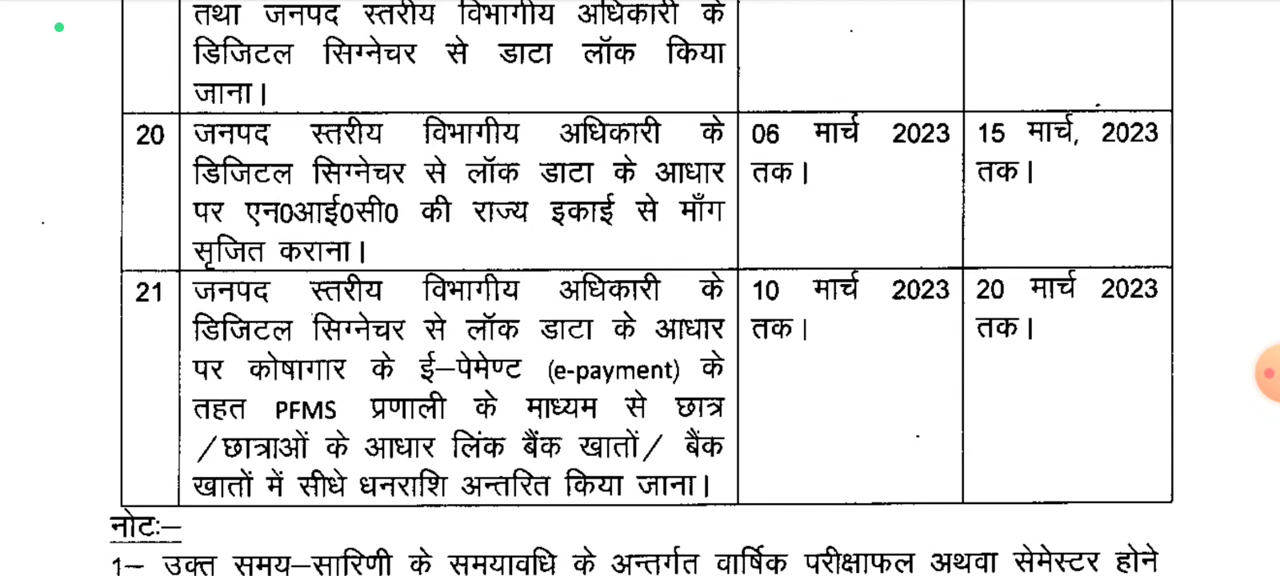 तथा जनपद स्तरीय विभागीय अधिकारी के
डिजिटल सिग्नेचर से डाटा लॉक किया
जाना।
20 जनपद स्तरीय विभागीय अधिकारी के 06 मार्च 2023 15 मार्च, 2023
डिजिटल सिग्नेचर से लॉक डाटा के आधार तक। तक।
पर एन0आई0सी0 की राज्य इकाई से माँग
सृजित कराना।
21 जनपद स्तरीय विभागीय अधिकारी के 10 मार्च 2023 20 मार्च 2023
डिजिटल सिग्नेचर से लॉक डाटा के आधार तक। तक।
पर कोषागार के ई–पेमेण्ट (e-payment) के
तहत PFMS प्रणाली के माध्यम से छात्र
/छात्राओं के आधार लिंक बैंक खातों/ बैंक
खातों में सीधे धनराशि अन्तरित किया जाना।
नोटः–
1– उक्त समय–सारिणी के समयावधि के अन्तर्गत वार्षिक परीक्षाफल अथवा सेमेस्टर होने